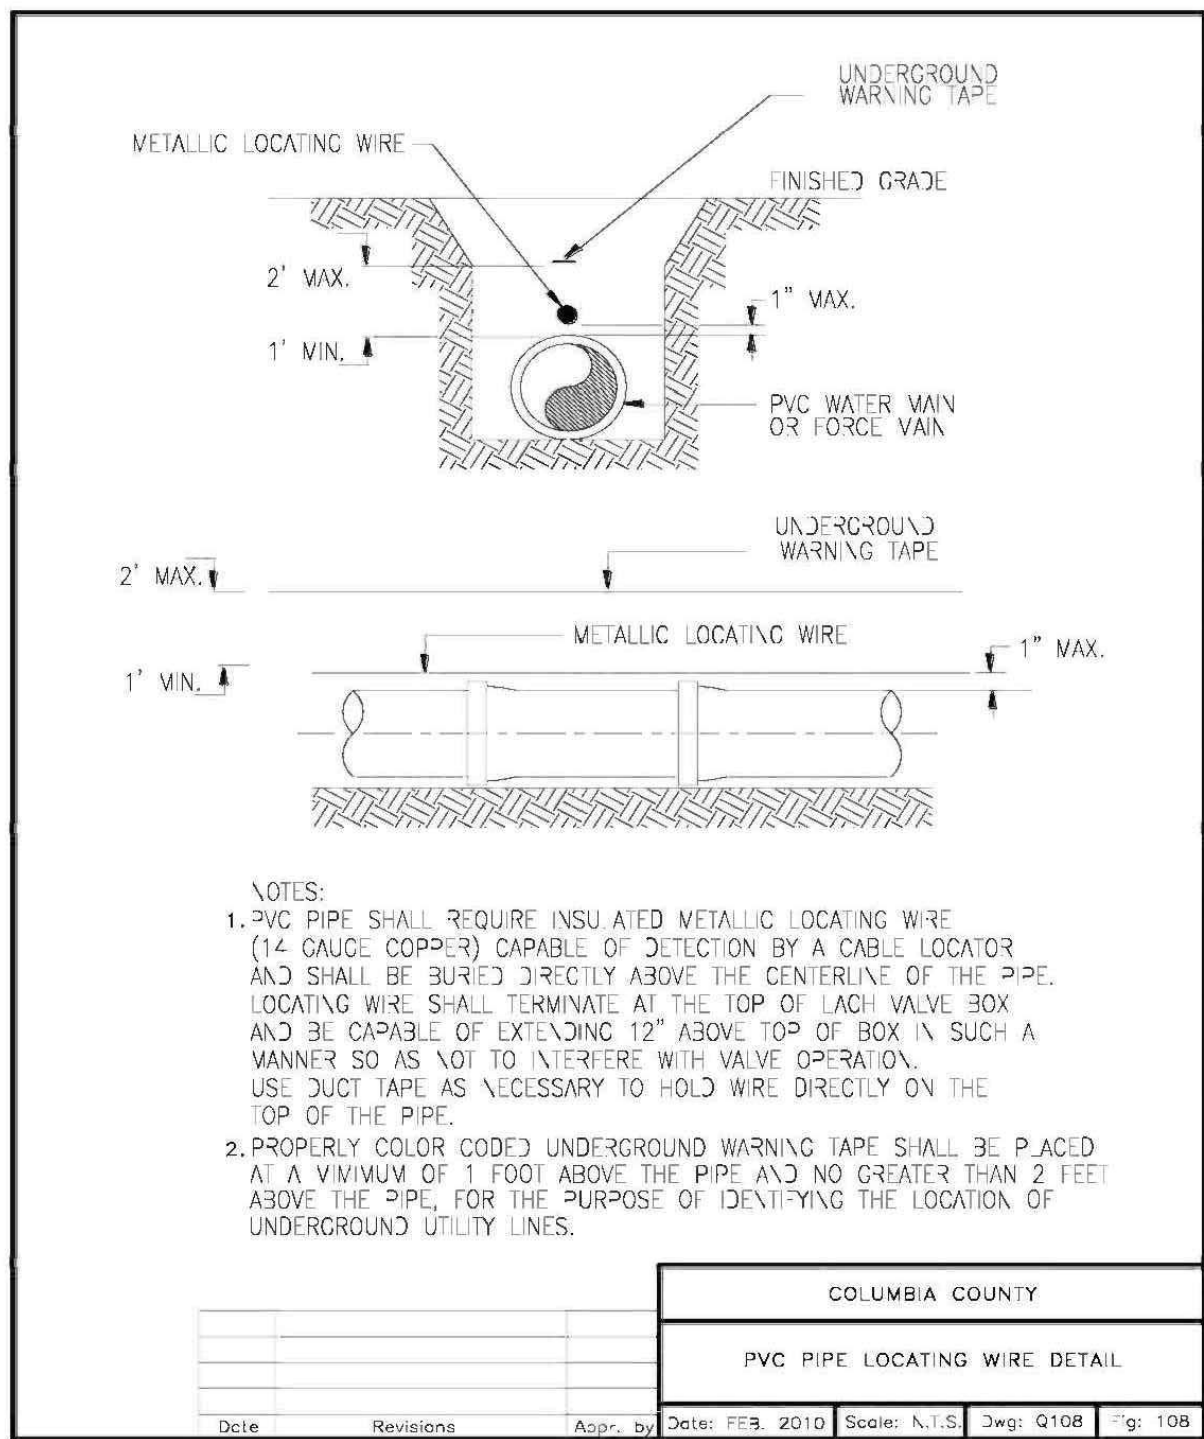 UNDERGROUND
WARNING TAPE
METALLIC LOCATING WIRE
FINISHED GRADE
2' MAX.
1" MAX.
1' MIN.
PVC WATER MAIN
OR FORCE MAIN
UNDERGROUND
WARNING TAPE
2' MAX.
METALLIC LOCATING WIRE
1" MAX.
1' MIN.
NOTES:
1. PVC PIPE SHALL REQUIRE INSULATED METALLIC LOCATING WIRE
(14 GAUGE COPPER) CAPABLE OF DETECTION BY A CABLE LOCATOR
AND SHALL BE BURIED DIRECTLY ABOVE THE CENTERLINE OF THE PIPE.
LOCATING WIRE SHALL TERMINATE AT THE TOP OF EACH VALVE BOX
AND BE CAPABLE OF EXTENDING 12" ABOVE TOP OF BOX IN SUCH A
MANNER SO AS NOT TO INTERFERE WITH VALVE OPERATION.
USE DUCT TAPE AS NECESSARY TO HOLD WIRE DIRECTLY ON THE
TOP OF THE PIPE.
2. PROPERLY COLOR CODED UNDERGROUND WARNING TAPE SHALL BE PLACED
AT A MIMIMUM OF 1 FOOT ABOVE THE PIPE AND NO GREATER THAN 2 FEET
ABOVE THE PIPE, FOR THE PURPOSE OF IDENTIFYING THE LOCATION OF
UNDERGROUND UTILITY LINES.
COLUMBIA COUNTY
PVC PIPE LOCATING WIRE DETAIL
Date Revisions Appr. by Date: FEB. 2010 Scale: N.T.S. Dwg: Q108 Fig: 108